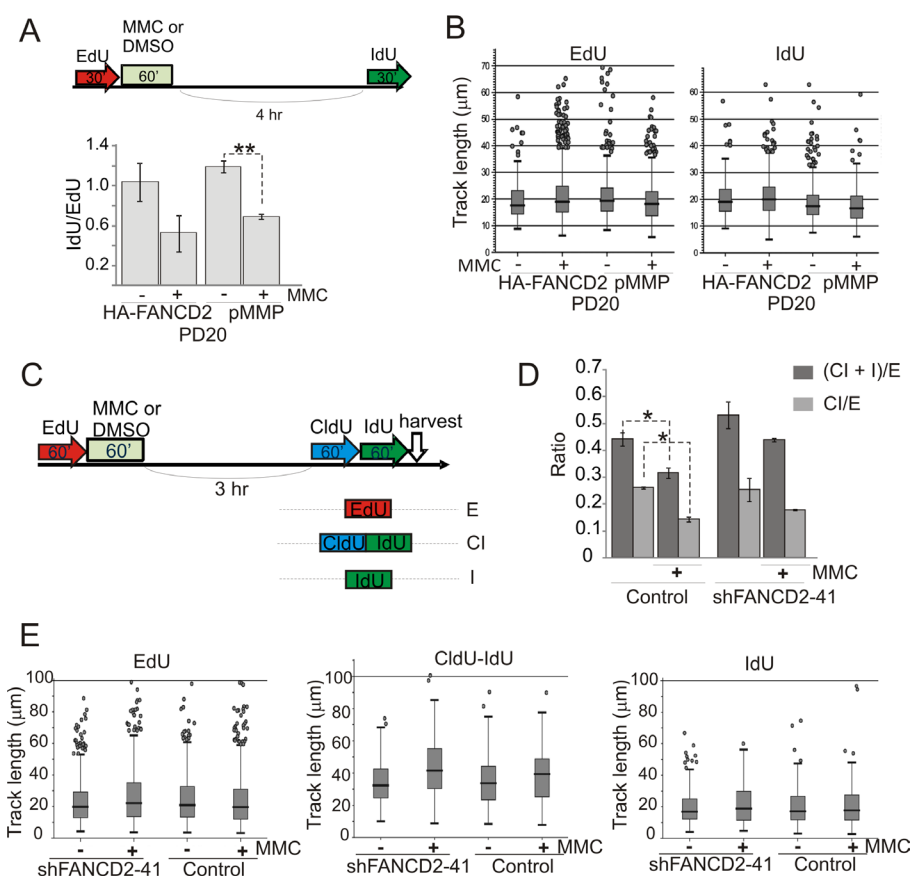 A
MMC or
DMSO
EdU
IdU
30'
60'
30'
4 hr
IdU/EdU
1.4
1.0
0.6
0.2
**
- + - + MMC
HA-FANCD2 pMMP
PD20
B
EdU IdU
Track length (μm)
70
60
50
40
30
20
10
0
60
50
40
30
20
10
0
MMC - + - + - + - +
HA-FANCD2 pMMP HA-FANCD2 pMMP
PD20 PD20
C
MMC or
DMSO
EdU CldU IdU harvest
60' 60' 60' 60'
3 hr
EdU E
CldU IdU CI
IdU I
D
Ratio
0.7
0.6
0.5
0.4
0.3
0.2
0.1
0
*
*
(CI + I)/E
CI/E
+ + MMC
Control shFANCD2-41
E
EdU
Track length (μm)
100
80
60
40
20
0
- + - + MMC
shFANCD2-41 Control
CldU-IdU
Track length (μm)
100
80
60
40
20
0
- + - + MMC
shFANCD2-41 Control
IdU
Track length (μm)
100
80
60
40
20
0
- + - + MMC
shFANCD2-41 Control